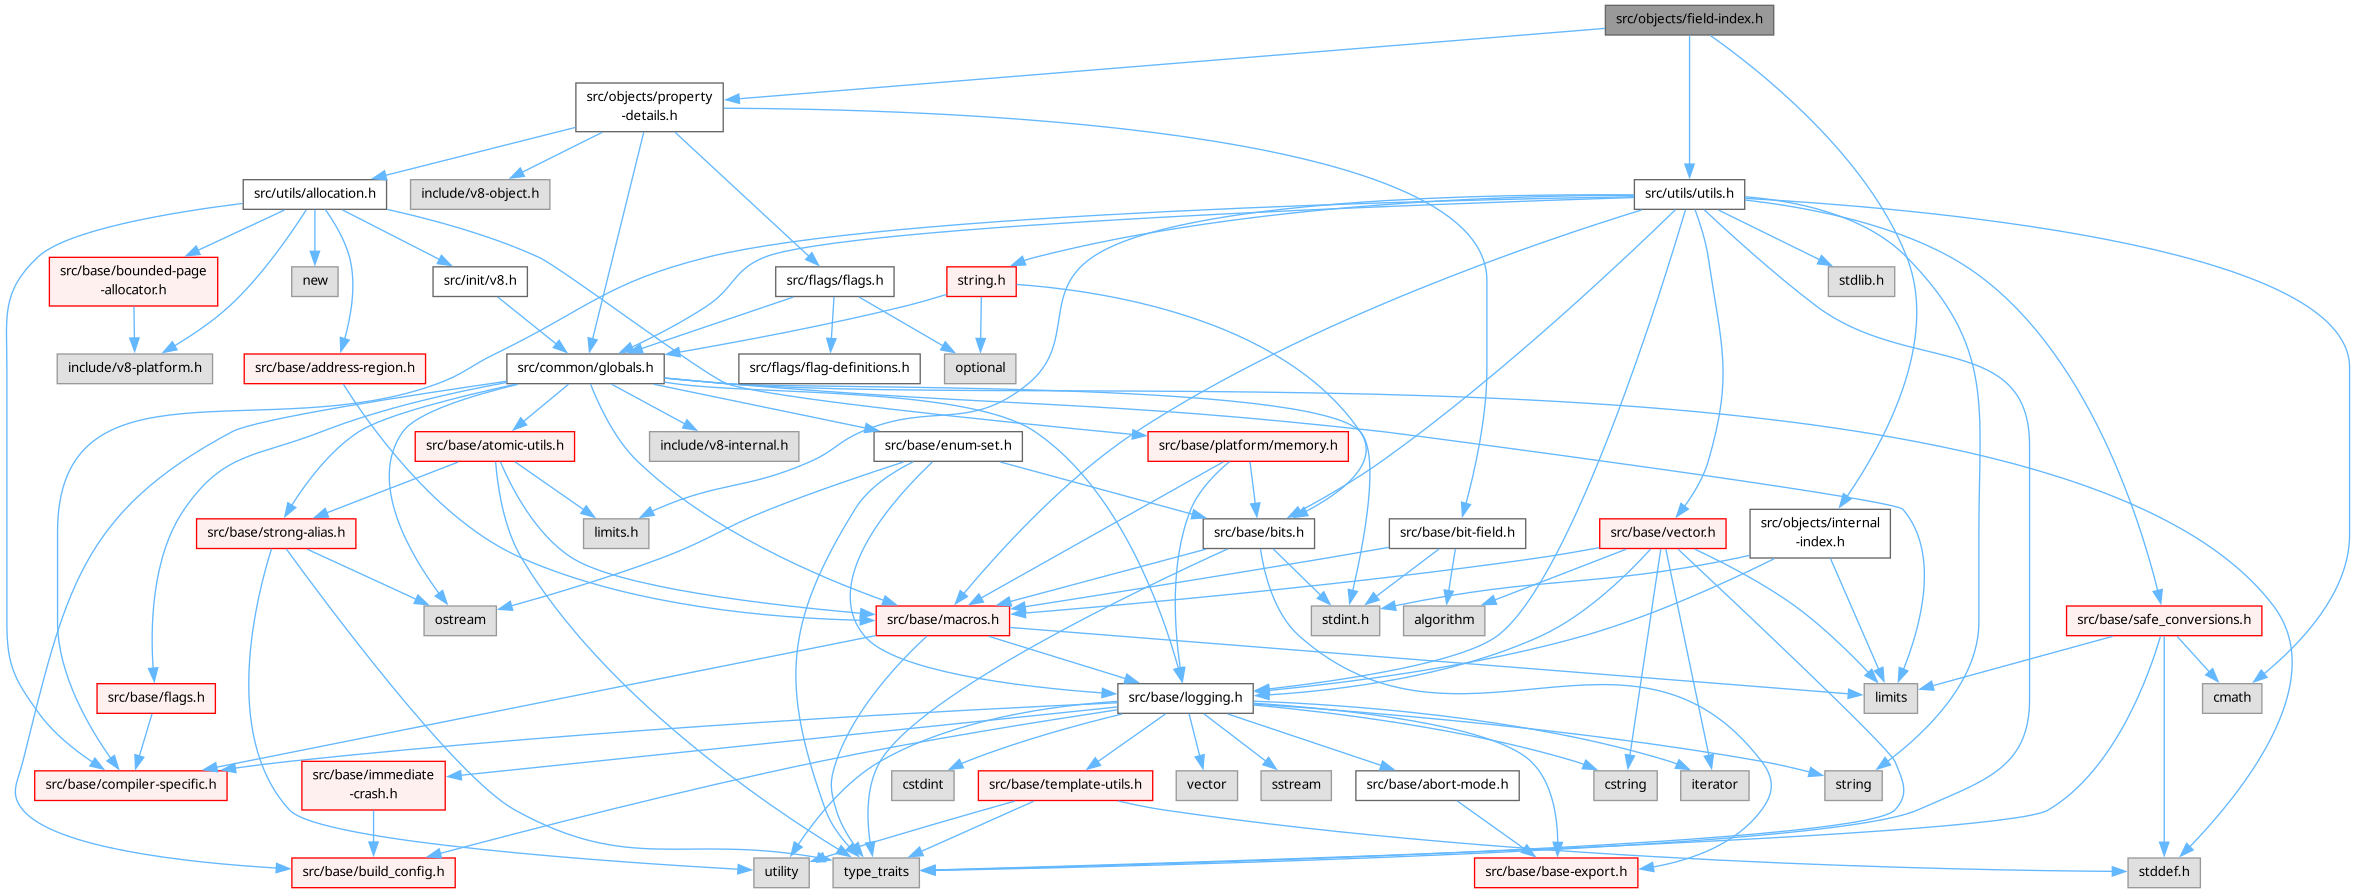 src/objects/field-index.h
src/objects/property
-details.h
src/utils/allocation.h
include/v8-object.h
src/utils/utils.h
src/base/bounded-page
-allocator.h
new
src/init/v8.h
src/flags/flags.h
string.h
stdlib.h
include/v8-platform.h
src/base/address-region.h
src/common/globals.h
src/flags/flag-definitions.h
optional
src/base/atomic-utils.h
include/v8-internal.h
src/base/enum-set.h
src/base/platform/memory.h
src/base/strong-alias.h
limits.h
src/base/bits.h
src/base/bit-field.h
src/base/vector.h
src/objects/internal
-index.h
ostream
src/base/macros.h
stdint.h
algorithm
src/base/safe_conversions.h
src/base/flags.h
src/base/logging.h
limits
cmath
src/base/compiler-specific.h
src/base/immediate
-crash.h
cstdint
src/base/template-utils.h
vector
sstream
src/base/abort-mode.h
cstring
iterator
string
src/base/build_config.h
utility
type_traits
src/base/base-export.h
stddef.h